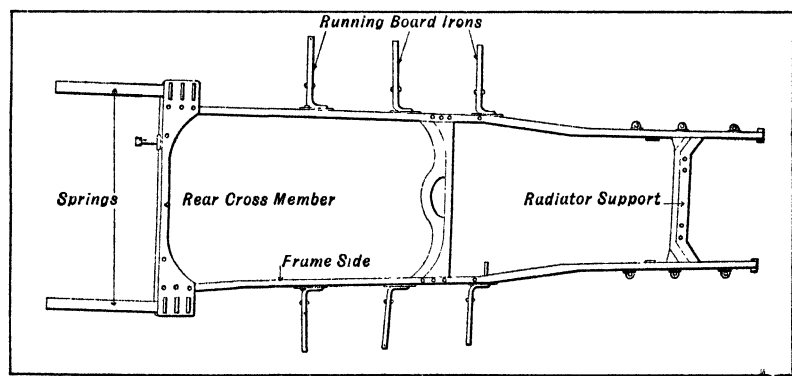 Running Board Irons
Springs
Rear Cross Member
Radiator Support
Frame Side